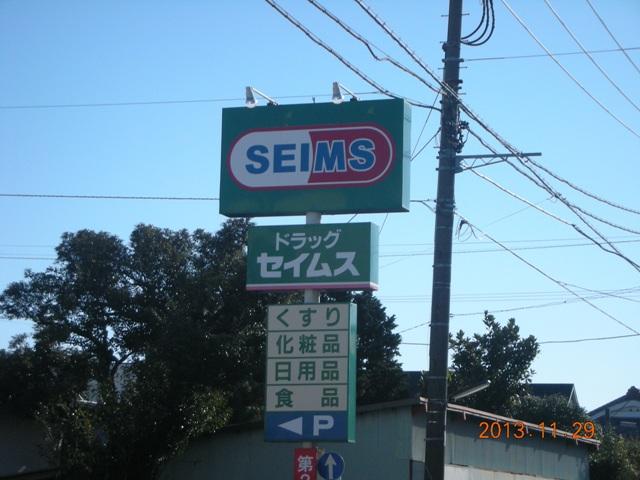 SEIMS
ドラッグ
セイムス
くすり
化粧品
日用品
食品
P
第
2013.11.29